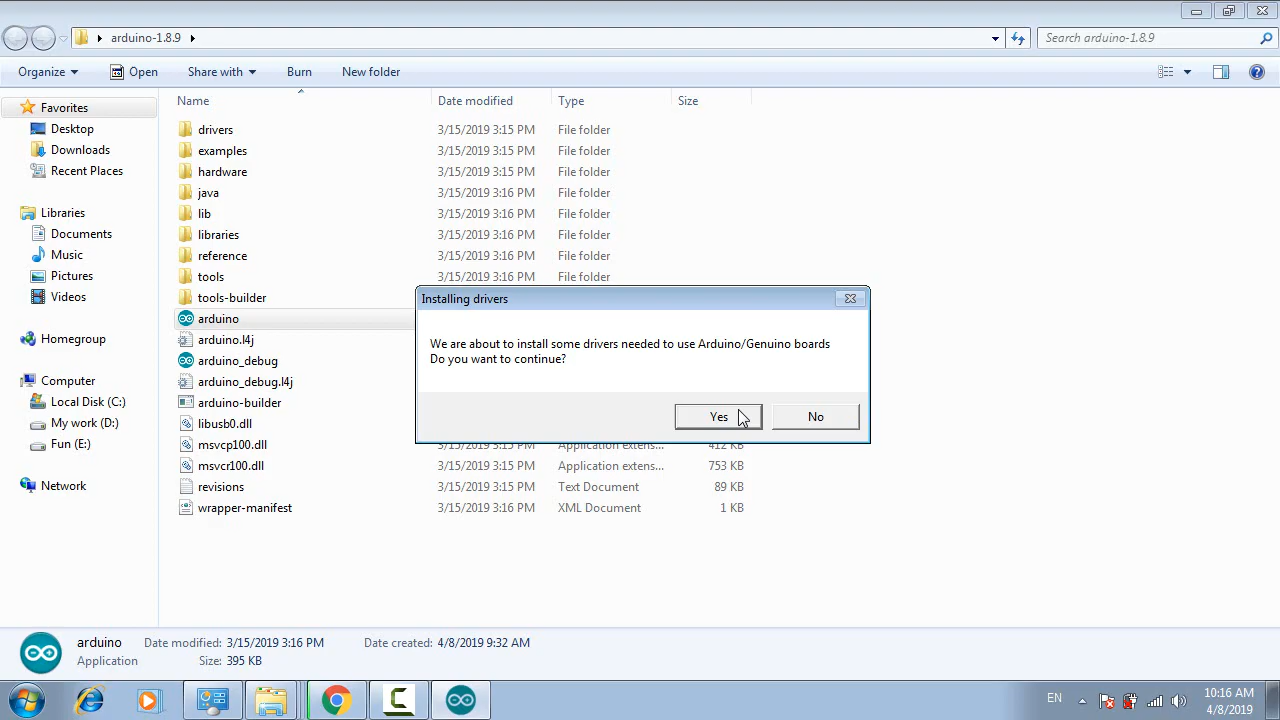 arduino-1.8.9
Search arduino-1.8.9
Organize Open Share with Burn New folder
Name Date modified Type Size
Favorites
Desktop
Downloads
Recent Places
Libraries
Documents
Music
Pictures
Videos
Homegroup
Computer
Local Disk (C:)
My work (D:)
Fun (E:)
Network
drivers 3/15/2019 3:15 PM File folder
examples 3/15/2019 3:15 PM File folder
hardware 3/15/2019 3:15 PM File folder
java 3/15/2019 3:16 PM File folder
lib 3/15/2019 3:16 PM File folder
libraries 3/15/2019 3:16 PM File folder
reference 3/15/2019 3:16 PM File folder
tools 3/15/2019 3:16 PM File folder
tools-builder
arduino
arduino.l4j
arduino_debug
arduino_debug.l4j
arduino-builder
libusb0.dll
msvcp100.dll 3/15/2019 3:15 PM Application extens... 412 KB
msvcr100.dll 3/15/2019 3:15 PM Application extens... 753 KB
revisions 3/15/2019 3:15 PM Text Document 89 KB
wrapper-manifest 3/15/2019 3:16 PM XML Document 1 KB
Installing drivers
We are about to install some drivers needed to use Arduino/Genuino boards
Do you want to continue?
Yes No
arduino Date modified: 3/15/2019 3:16 PM Date created: 4/8/2019 9:32 AM
Application Size: 395 KB
EN
10:16 AM
4/8/2019